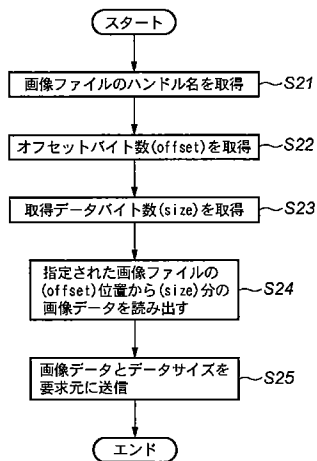 スタート
画像ファイルのハンドル名を取得
S21
オフセットバイト数(offset)を取得
S22
取得データバイト数(size)を取得
S23
指定された画像ファイルの
(offset)位置から(size)分の
画像データを読み出す
S24
画像データとデータサイズを
要求元に送信
S25
エンド